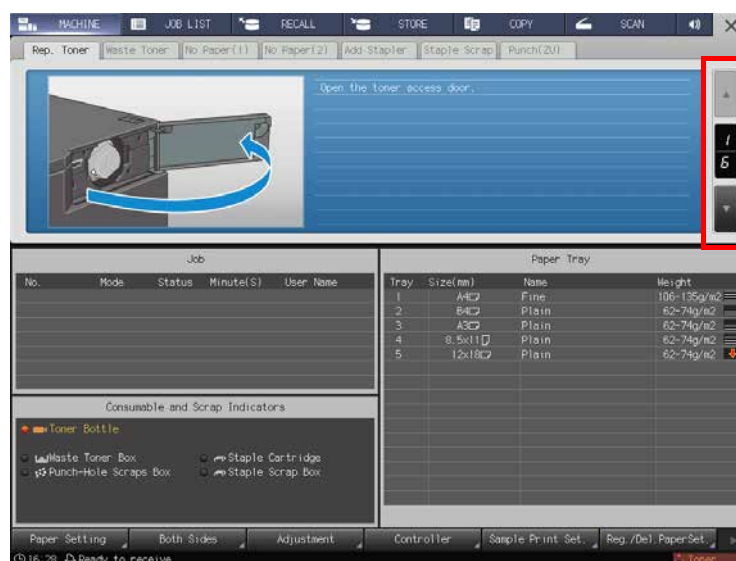 MACHINE JOB LIST RECALL STORE COPY SCAN
Rep. Toner Waste Toner No Paper(1) No Paper(2) Add Stapler Staple Scrap Punch(ZU)
Open the toner access door.
1
6
Job
No. Mode Status Minute(S) User Name
Paper Tray
Tray Size(mm) Name Weight
1 A4 Fine 106-135g/m2
2 B4 Plain 62-74g/m2
3 A3 Plain 62-74g/m2
4 8.5x11 Plain 62-74g/m2
5 12x18 Plain 62-74g/m2
Consumable and Scrap Indicators
Toner Bottle
Waste Toner Box Staple Cartridge
Punch-Hole Scraps Box Staple Scrap Box
Paper Setting Both Sides Adjustment Controller Sample Print Set. Reg./Del.PaperSet.
16:28 Ready to receive Toner